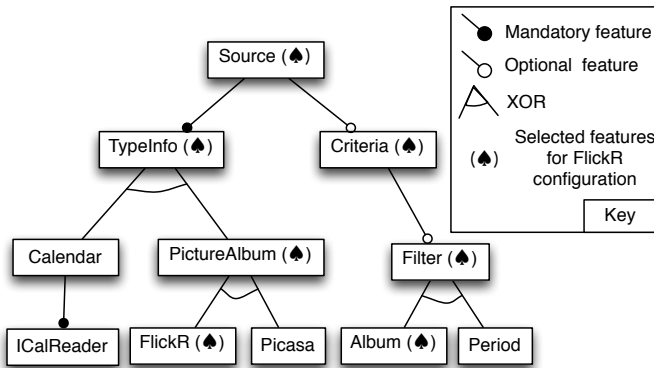 Source (♠)
TypeInfo (♠)
Criteria (♠)
Calendar
PictureAlbum (♠)
Filter (♠)
ICalReader
FlickR (♠)
Picasa
Album (♠)
Period
Mandatory feature
Optional feature
XOR
(♠)
Selected features
for FlickR
configuration
Key